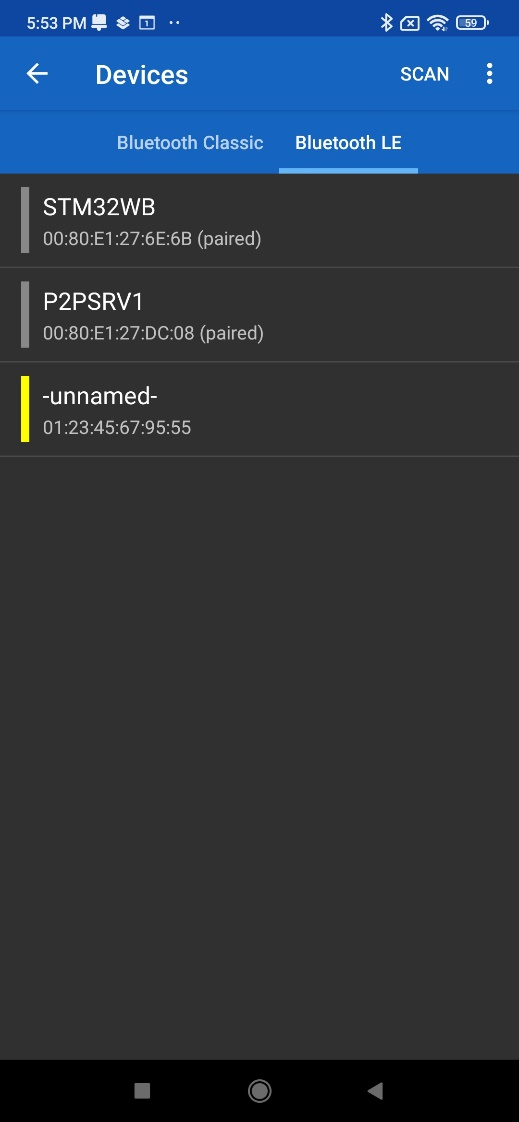 5:53 PM 1 59
Devices SCAN
Bluetooth Classic Bluetooth LE
STM32WB
00:80:E1:27:6E:6B (paired)
P2PSRV1
00:80:E1:27:DC:08 (paired)
-unnamed-
01:23:45:67:95:55